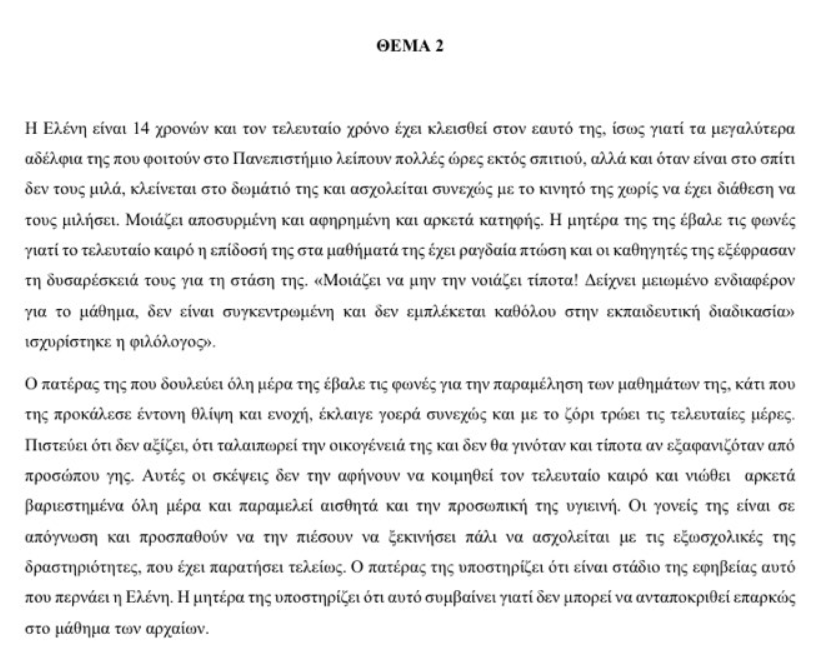 ΘΕΜΑ 2
Η Ελένη είναι 14 χρονών και τον τελευταίο χρόνο έχει κλεισθεί στον εαυτό της, ίσως γιατί τα μεγαλύτερα
αδέλφια της που φοιτούν στο Πανεπιστήμιο λείπουν πολλές ώρες εκτός σπιτιού, αλλά και όταν είναι στο σπίτι
δεν τους μιλά, κλείνεται στο δωμάτιό της και ασχολείται συνεχώς με το κινητό της χωρίς να έχει διάθεση να
τους μιλήσει. Μοιάζει αποσυρμένη και αφηρημένη και αρκετά κατηφής. Η μητέρα της της έβαλε τις φωνές
γιατί το τελευταίο καιρό η επίδοσή της στα μαθήματά της έχει ραγδαία πτώση και οι καθηγητές της εξέφρασαν
τη δυσαρέσκειά τους για τη στάση της. «Μοιάζει να μην την νοιάζει τίποτα! Δείχνει μειωμένο ενδιαφέρον
για το μάθημα, δεν είναι συγκεντρωμένη και δεν εμπλέκεται καθόλου στην εκπαιδευτική διαδικασία»
ισχυρίστηκε η φιλόλογος».
Ο πατέρας της που δουλεύει όλη μέρα της έβαλε τις φωνές για την παραμέληση των μαθημάτων της, κάτι που
της προκάλεσε έντονη θλίψη και ενοχή, έκλαιγε γοερά συνεχώς και με το ζόρι τρώει τις τελευταίες μέρες.
Πιστεύει ότι δεν αξίζει, ότι ταλαιπωρεί την οικογένειά της και δεν θα γινόταν και τίποτα αν εξαφανιζόταν από
προσώπου γης. Αυτές οι σκέψεις δεν την αφήνουν να κοιμηθεί τον τελευταίο καιρό και νιώθει αρκετά
βαριεστημένα όλη μέρα και παραμελεί αισθητά και την προσωπική της υγιεινή. Οι γονείς της είναι σε
απόγνωση και προσπαθούν να την πιέσουν να ξεκινήσει πάλι να ασχολείται με τις εξωσχολικές της
δραστηριότητες, που έχει παρατήσει τελείως. Ο πατέρας της υποστηρίζει ότι είναι στάδιο της εφηβείας αυτό
που περνάει η Ελένη. Η μητέρα της υποστηρίζει ότι αυτό συμβαίνει γιατί δεν μπορεί να ανταποκριθεί επαρκώς
στο μάθημα των αρχαίων.